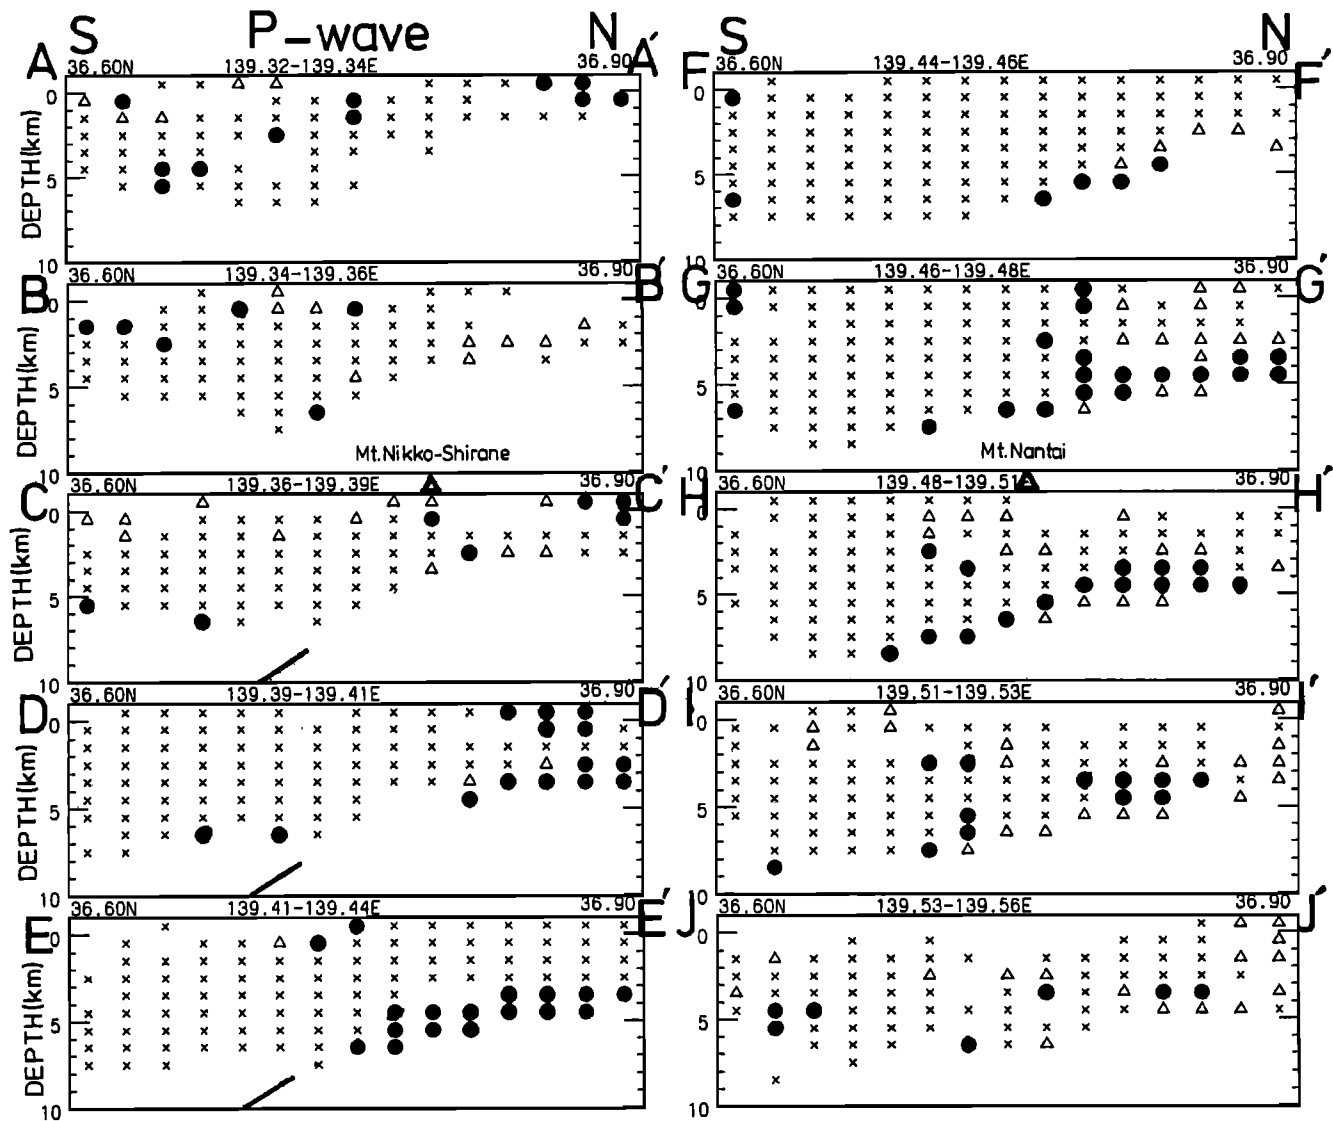 S P-wave N
A 36.60N 139.32-139.34E 36.90 A'
0
DEPTH(km)
5
10
B 36.60N 139.34-139.36E 36.90 B'
0
DEPTH(km)
5
Mt.Nikko-Shirane
10
C 36.60N 139.36-139.39E 36.90 C'
0
DEPTH(km)
5
10
D 36.60N 139.39-139.41E 36.90 D'
0
DEPTH(km)
5
10
E 36.60N 139.41-139.44E 36.90 E'
0
DEPTH(km)
5
10
S N
F 36.60N 139.44-139.46E 36.90 F'
0
5
10
G 36.60N 139.46-139.48E 36.90 G'
0
5
Mt.Nantai
10
H 36.60N 139.48-139.51 36.90 H'
0
5
10
I 36.60N 139.51-139.53E 36.90 I'
0
5
10
J 36.60N 139.53-139.56E 36.90 J'
0
5
10